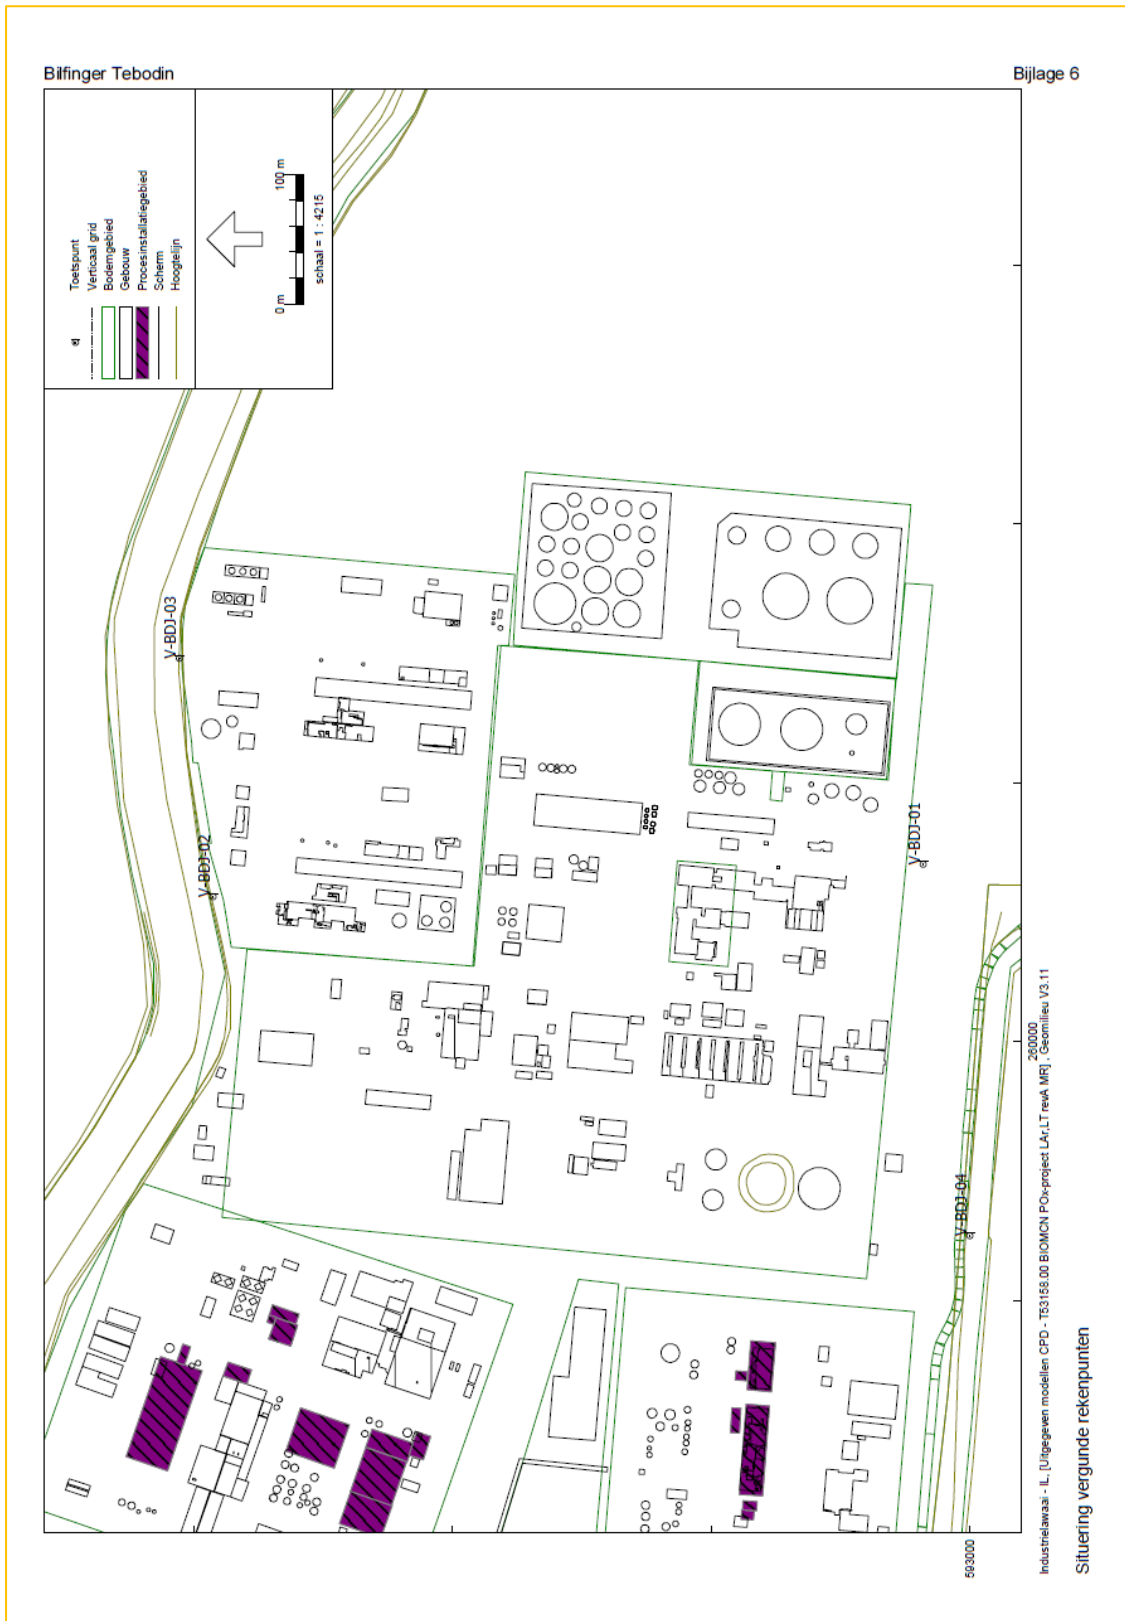 Bilfinger Tebodin
Bijlage 6
Toetspunt
Verticaal grid
Bodemgebied
Gebouw
Procesinstallatiegebied
Scherm
Hoogtelijn
0 m
100 m
schaal = 1 : 4215
V-BDJ-03
V-BDJ-02
V-BDJ-01
V-BDJ-04
260000
593000
Industrielawaai - IL, [Uitgegeven modellen CPD - T53158.00 BIOMCN POx-project LAr,LT revA MR] , Geomilieu V3.11
Situering vergunde rekenpunten